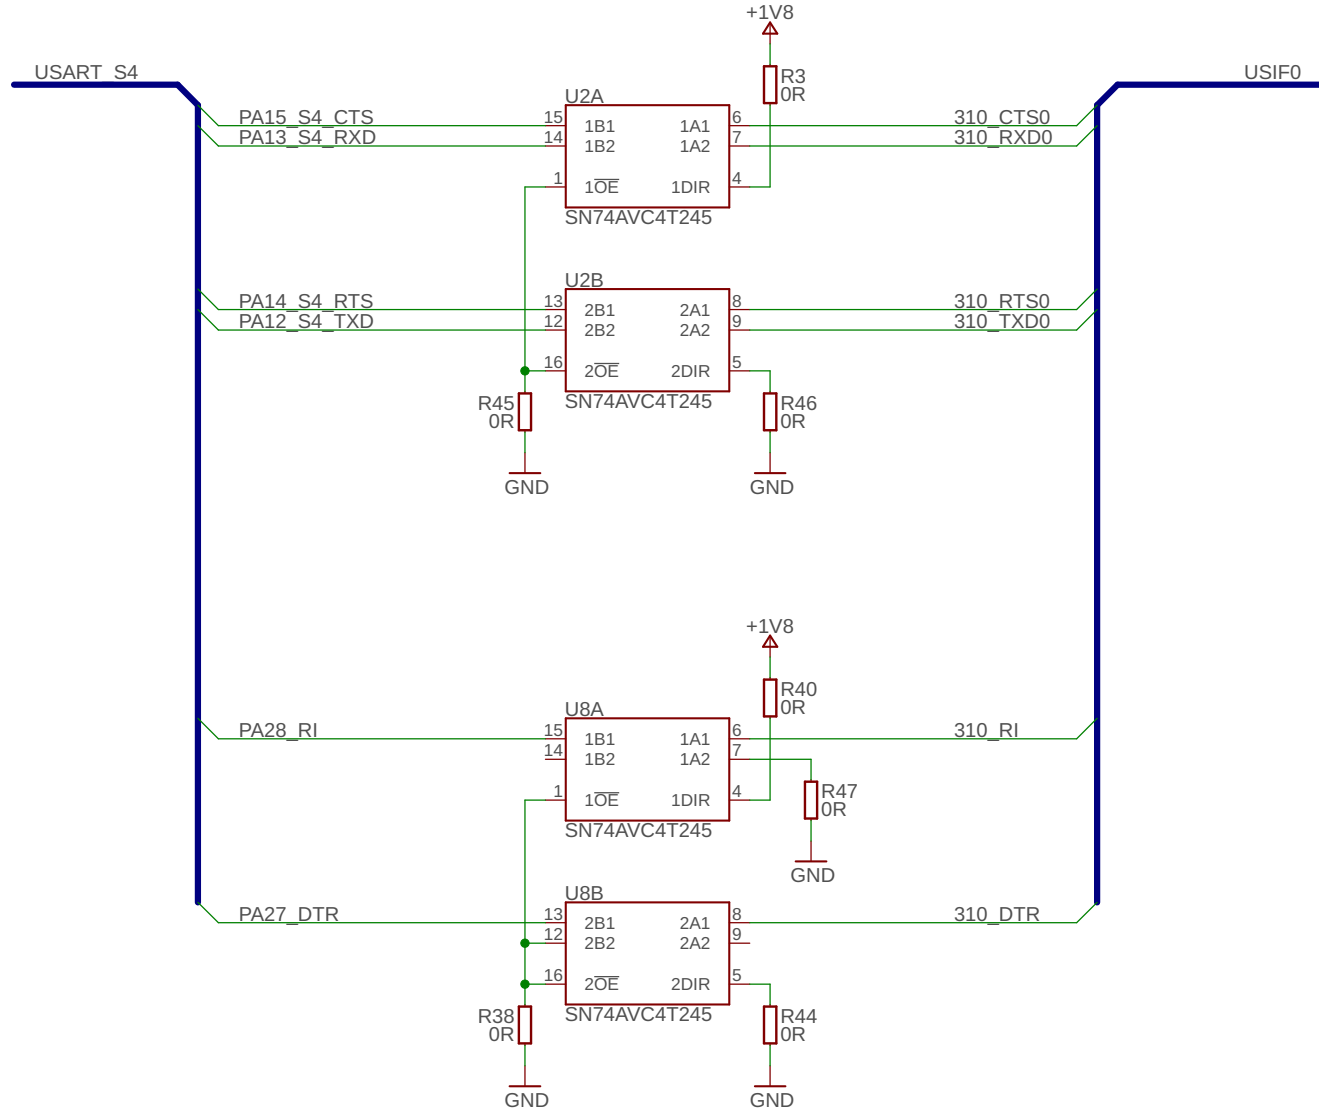 +1V8
USART_S4
USIF0
R3
0R
U2A
PA15_S4_CTS 15 1B1 1A1 6 310_CTS0
PA13_S4_RXD 14 1B2 1A2 7 310_RXD0
1 1OE 1DIR 4
SN74AVC4T245
U2B
PA14_S4_RTS 13 2B1 2A1 8 310_RTS0
PA12_S4_TXD 12 2B2 2A2 9 310_TXD0
16 2OE 2DIR 5
SN74AVC4T245
R45
0R
R46
0R
GND
GND
+1V8
R40
0R
U8A
PA28_RI 15 1B1 1A1 6 310_RI
14 1B2 1A2 7
1 1OE 1DIR 4
SN74AVC4T245
R47
0R
GND
U8B
PA27_DTR 13 2B1 2A1 8 310_DTR
12 2B2 2A2 9
16 2OE 2DIR 5
SN74AVC4T245
R38
0R
R44
0R
GND
GND